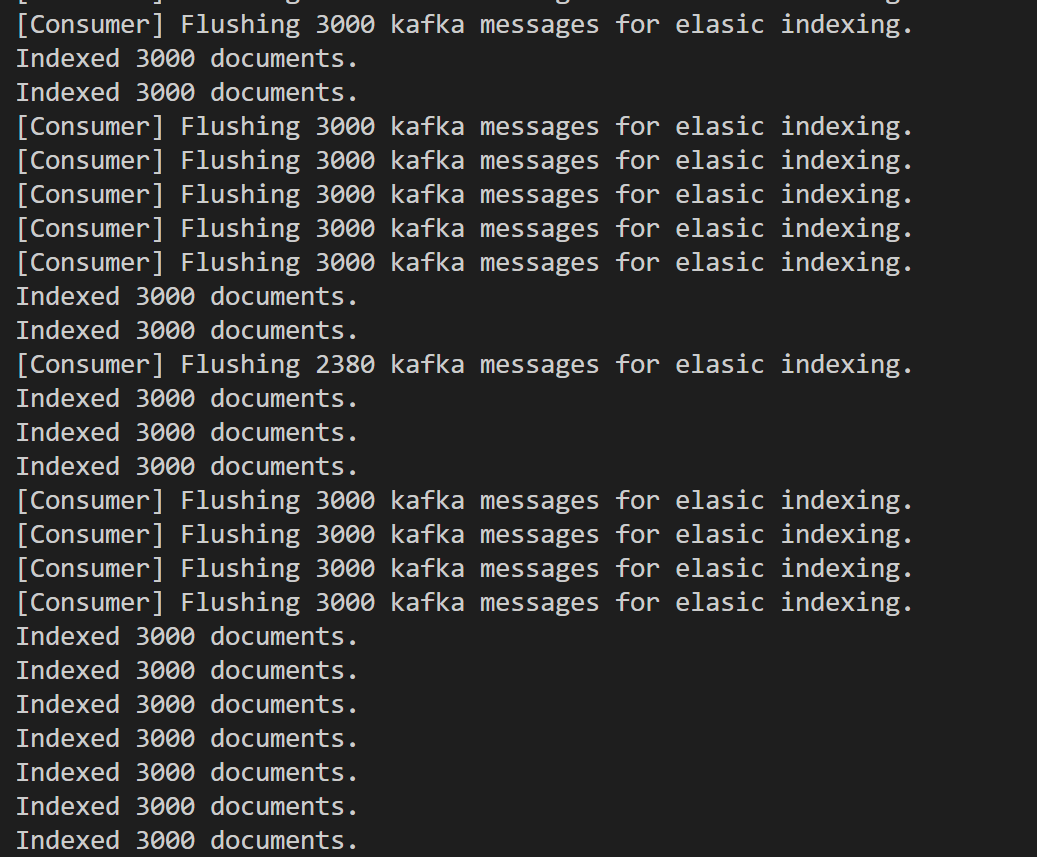 [Consumer] Flushing 3000 kafka messages for elasic indexing.
Indexed 3000 documents.
Indexed 3000 documents.
[Consumer] Flushing 3000 kafka messages for elasic indexing.
[Consumer] Flushing 3000 kafka messages for elasic indexing.
[Consumer] Flushing 3000 kafka messages for elasic indexing.
[Consumer] Flushing 3000 kafka messages for elasic indexing.
[Consumer] Flushing 3000 kafka messages for elasic indexing.
Indexed 3000 documents.
Indexed 3000 documents.
[Consumer] Flushing 2380 kafka messages for elasic indexing.
Indexed 3000 documents.
Indexed 3000 documents.
Indexed 3000 documents.
[Consumer] Flushing 3000 kafka messages for elasic indexing.
[Consumer] Flushing 3000 kafka messages for elasic indexing.
[Consumer] Flushing 3000 kafka messages for elasic indexing.
[Consumer] Flushing 3000 kafka messages for elasic indexing.
Indexed 3000 documents.
Indexed 3000 documents.
Indexed 3000 documents.
Indexed 3000 documents.
Indexed 3000 documents.
Indexed 3000 documents.
Indexed 3000 documents.